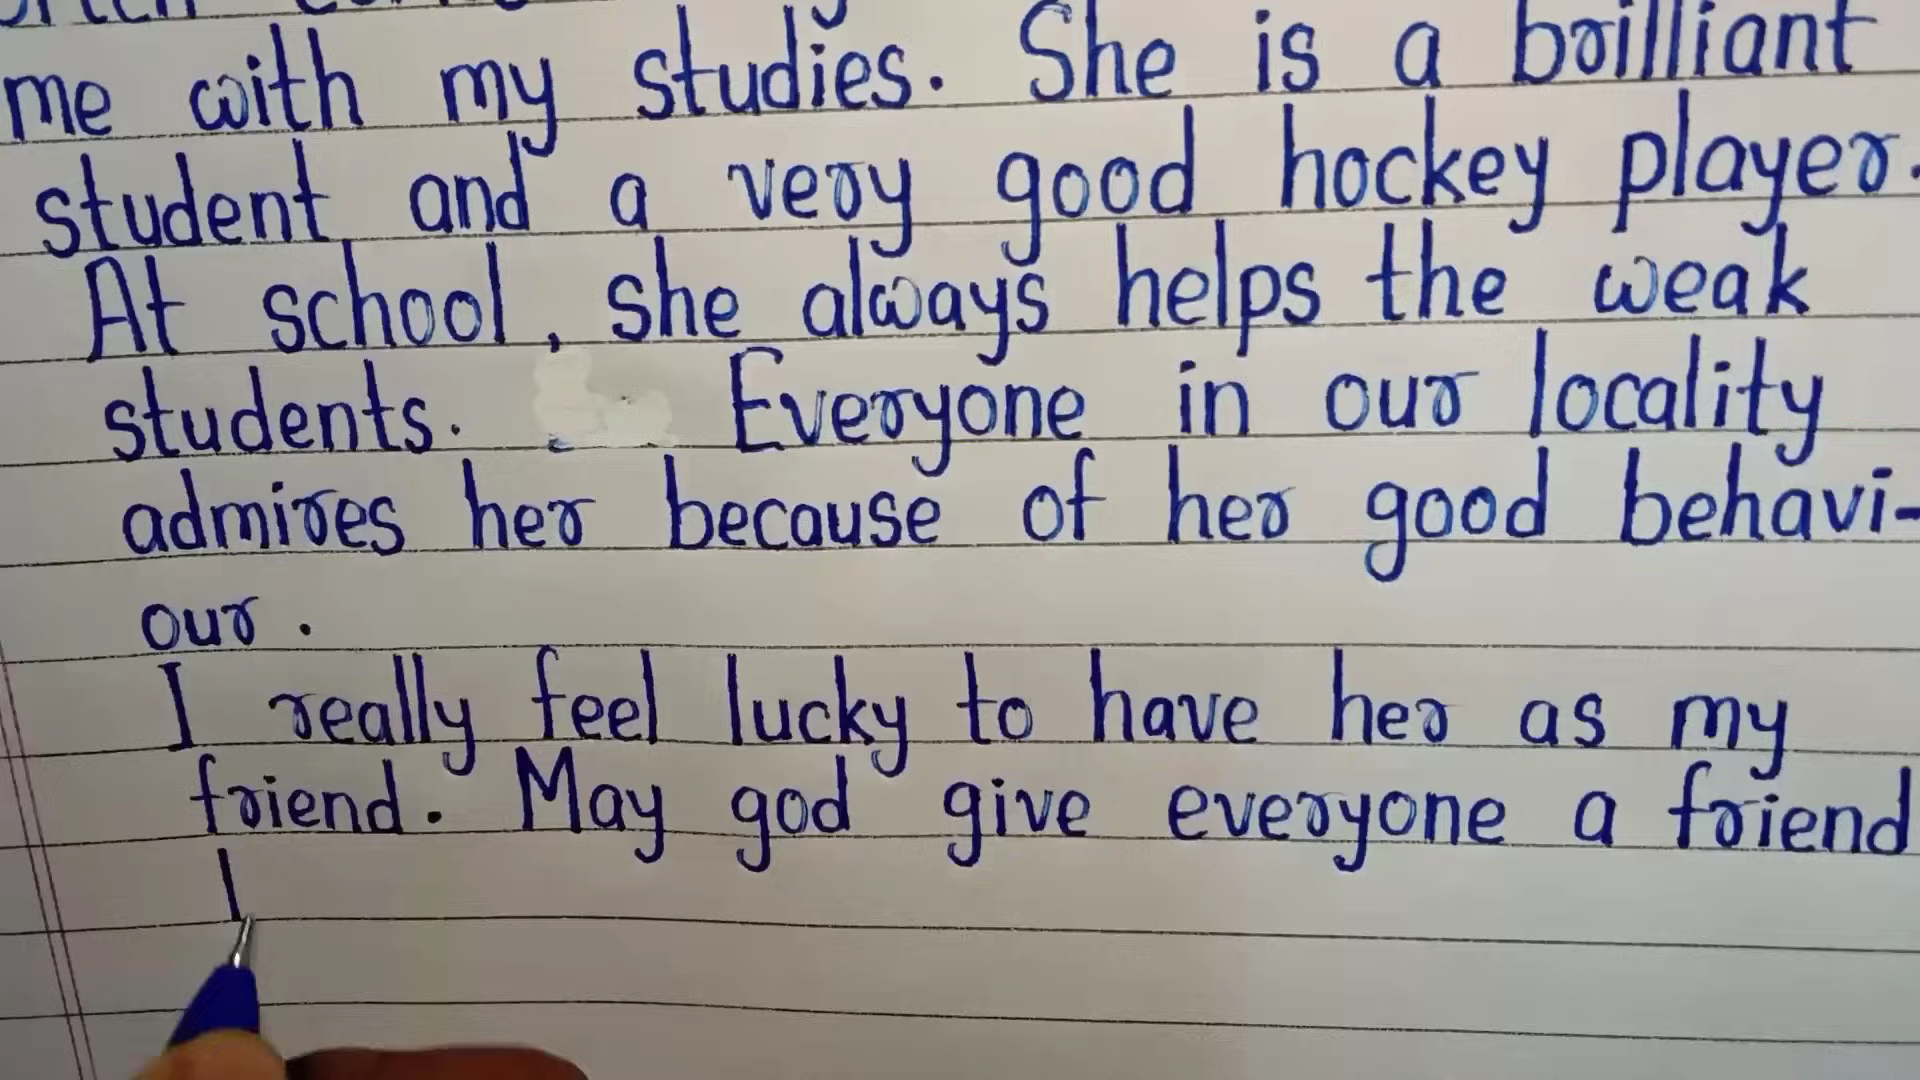 me with my studies. She is a brilliant
student and a very good hockey player.
At school, she always helps the weak
students. Everyone in our locality
admires her because of her good behavi-
our.
I really feel lucky to have her as my
friend. May god give everyone a friend
l